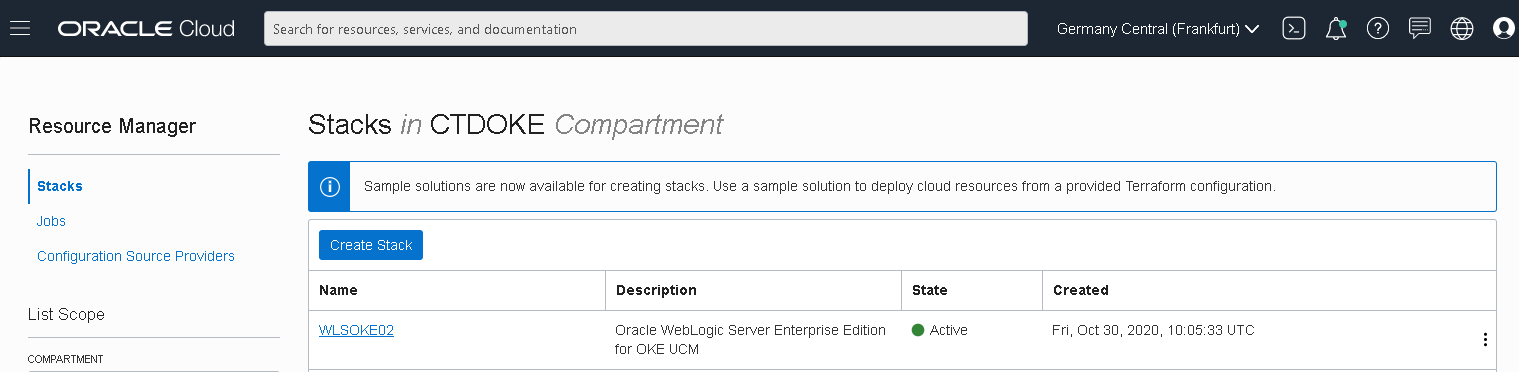 ORACLE Cloud
Search for resources, services, and documentation
Germany Central (Frankfurt)
Resource Manager
Stacks
Jobs
Configuration Source Providers
List Scope
COMPARTMENT
Stacks in CTDOKE Compartment
Sample solutions are now available for creating stacks. Use a sample solution to deploy cloud resources from a provided Terraform configuration.
Create Stack
Name Description State Created
WLSOKE02 Oracle WebLogic Server Enterprise Edition Active Fri, Oct 30, 2020, 10:05:33 UTC
for OKE UCM